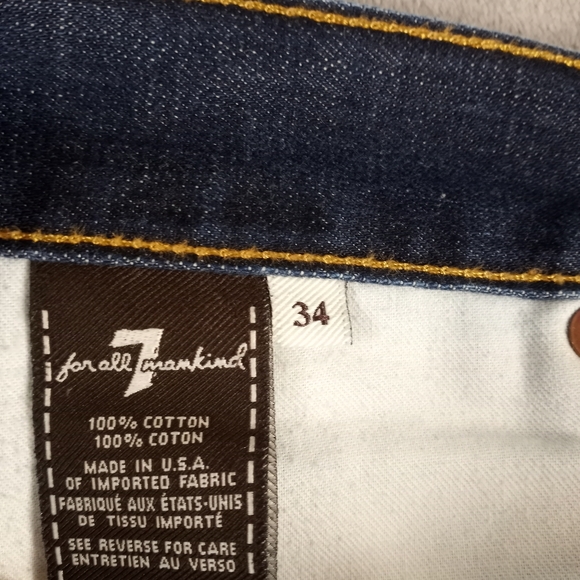 34
for all 7 mankind
100% COTTON
100% COTON
MADE IN U.S.A.
OF IMPORTED FABRIC
FABRIQUÉ AUX ÉTATS-UNIS
DE TISSU IMPORTÉ
SEE REVERSE FOR CARE
ENTRETIEN AU VERSO